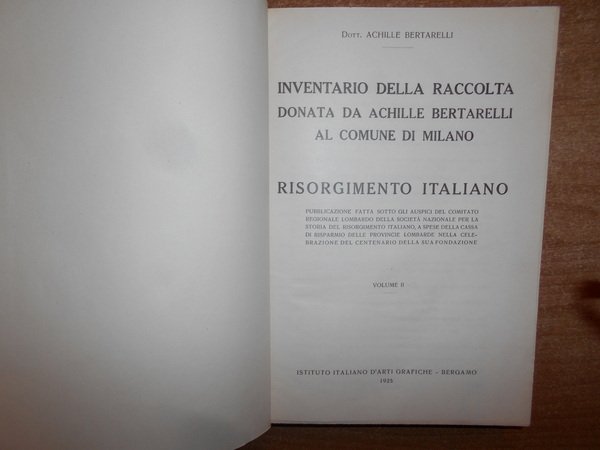 Dott. ACHILLE BERTARELLI
INVENTARIO DELLA RACCOLTA
DONATA DA ACHILLE BERTARELLI
AL COMUNE DI MILANO
RISORGIMENTO ITALIANO
PUBBLICAZIONE FATTA SOTTO GLI AUSPICI DEL COMITATO
REGIONALE LOMBARDO DELLA SOCIETÀ NAZIONALE PER LA
STORIA DEL RISORGIMENTO ITALIANO, A SPESE DELLA CASSA
DI RISPARMIO DELLE PROVINCIE LOMBARDE NELLA CELE-
BRAZIONE DEL CENTENARIO DELLA SUA FONDAZIONE
VOLUME II
ISTITUTO ITALIANO D'ARTI GRAFICHE - BERGAMO
1925